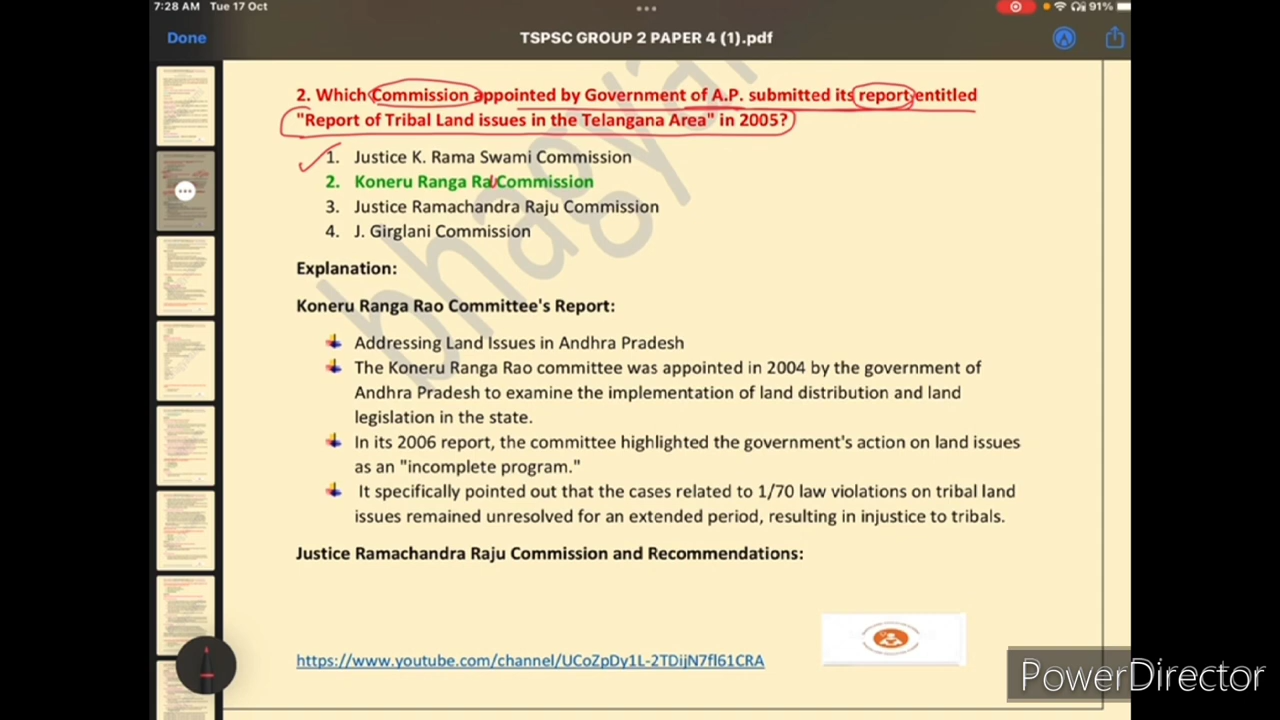 7:28 AM Tue 17 Oct
91%
Done
TSPSC GROUP 2 PAPER 4 (1).pdf
2. Which Commission appointed by Government of A.P. submitted its report entitled
"Report of Tribal Land issues in the Telangana Area" in 2005?
1. Justice K. Rama Swami Commission
2. Koneru Ranga Rao Commission
3. Justice Ramachandra Raju Commission
4. J. Girglani Commission
Explanation:
Koneru Ranga Rao Committee's Report:
Addressing Land Issues in Andhra Pradesh
The Koneru Ranga Rao committee was appointed in 2004 by the government of
Andhra Pradesh to examine the implementation of land distribution and land
legislation in the state.
In its 2006 report, the committee highlighted the government's action on land issues
as an "incomplete program."
It specifically pointed out that the cases related to 1/70 law violations on tribal land
issues remained unresolved for an extended period, resulting in injustice to tribals.
Justice Ramachandra Raju Commission and Recommendations:
https://www.youtube.com/channel/UCoZpDy1L-2TDijN7fl61CRA
PowerDirector